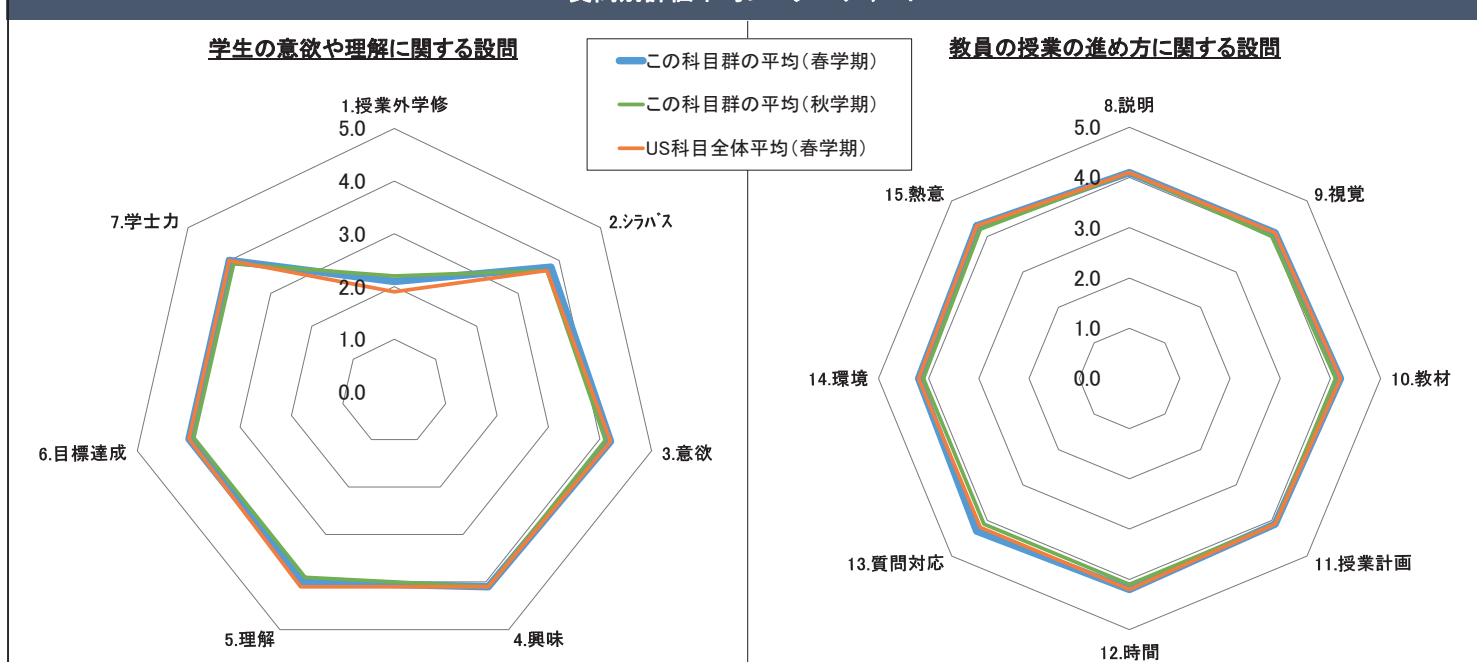 学生の意欲や理解に関する設問
この科目群の平均(春学期)
この科目群の平均(秋学期)
US科目全体平均(春学期)
教員の授業の進め方に関する設問
1.授業外学修
5.0
4.0
3.0
2.0
1.0
0.0
2.シラバス
3.意欲
4.興味
5.理解
6.目標達成
7.学士力
8.説明
5.0
4.0
3.0
2.0
1.0
0.0
9.視覚
10.教材
11.授業計画
12.時間
13.質問対応
14.環境
15.熱意